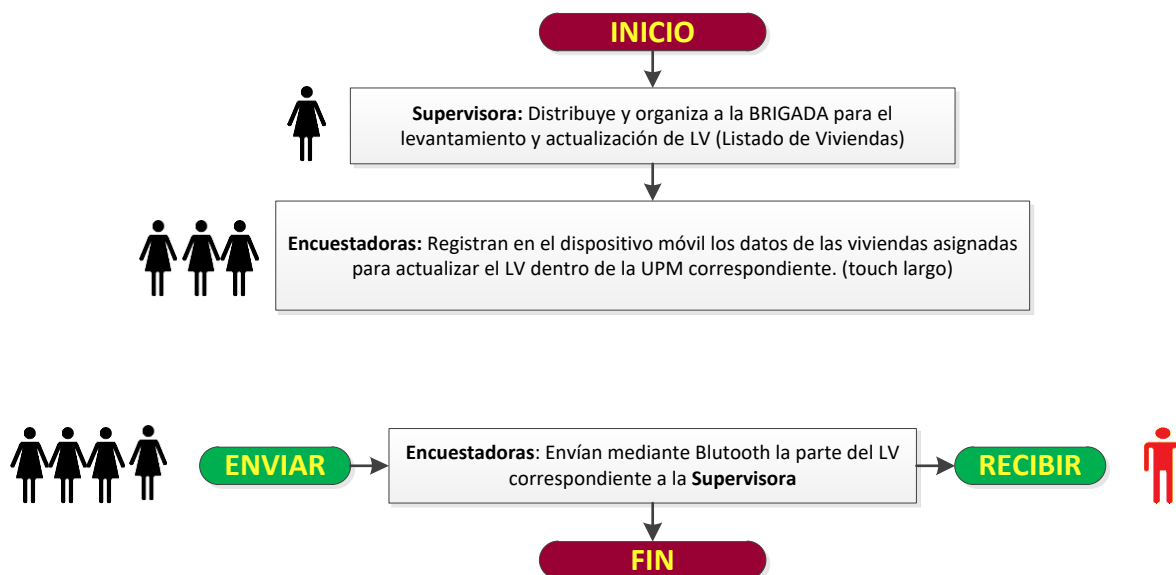 INICIO
Supervisora: Distribuye y organiza a la BRIGADA para el
levantamiento y actualización de LV (Listado de Viviendas)
Encuestadoras: Registran en el dispositivo móvil los datos de las viviendas asignadas
para actualizar el LV dentro de la UPM correspondiente. (touch largo)
ENVIAR
Encuestadoras: Envían mediante Blutooth la parte del LV
correspondiente a la Supervisora
RECIBIR
FIN